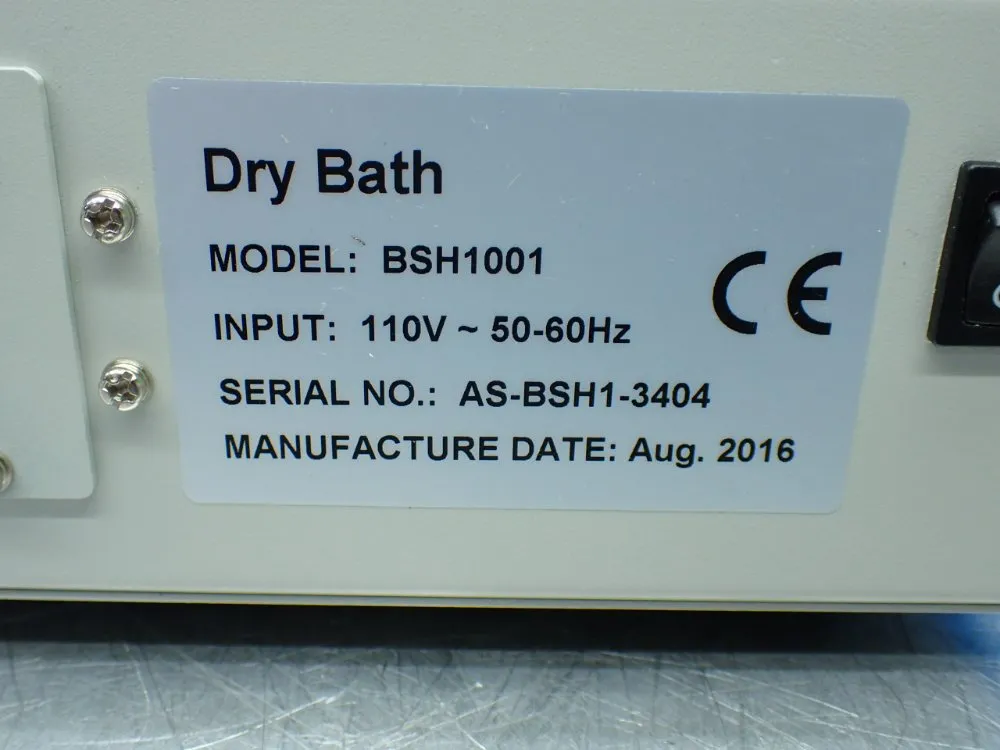 Dry Bath
MODEL: BSH1001
INPUT: 110V ~ 50-60Hz
CE
SERIAL NO.: AS-BSH1-3404
MANUFACTURE DATE: Aug. 2016